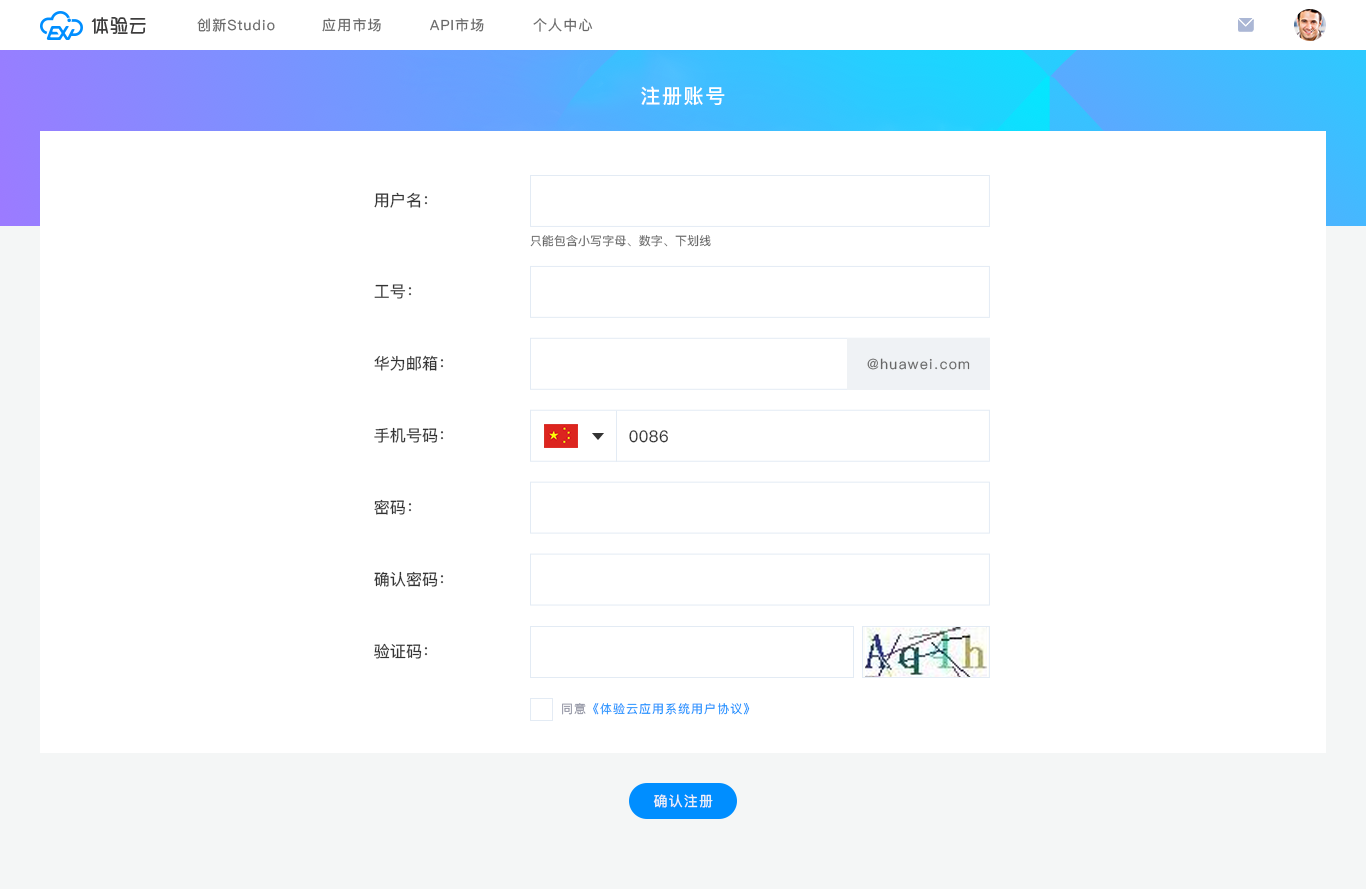 EXP 体验云 创新Studio 应用市场 API市场 个人中心
注册账号
用户名：
只能包含小写字母、数字、下划线
工号：
华为邮箱： @huawei.com
手机号码： 0086
密码：
确认密码：
验证码： Aq4h
同意《体验云应用系统用户协议》
确认注册